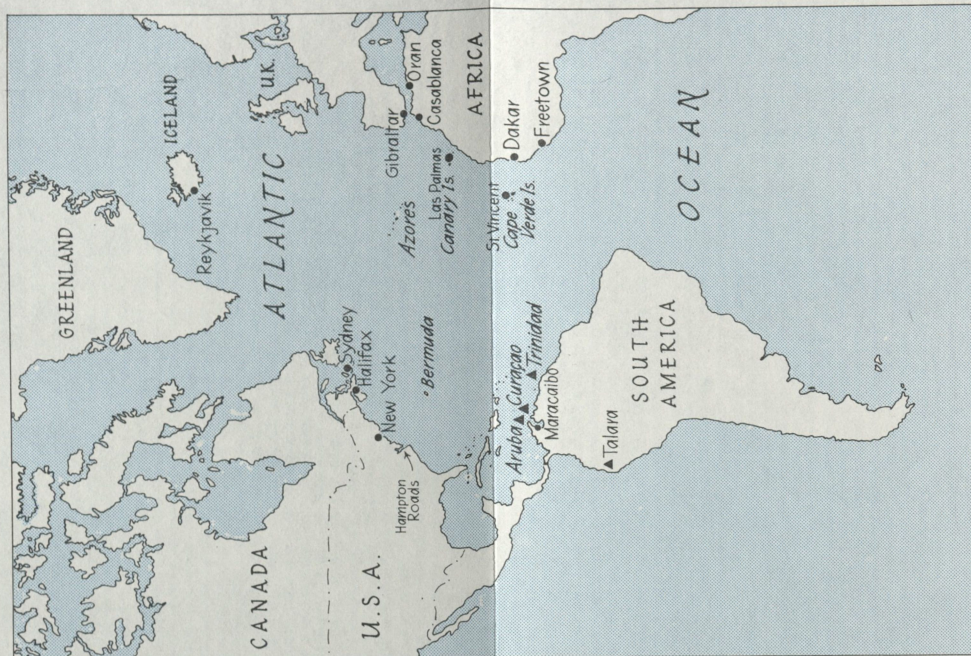 GREENLAND
ICELAND
Reykjavik
U.K.
ATLANTIC
OCEAN
CANADA
U.S.A.
Sydney
Halifax
New York
Hampton
Roads
Bermuda
Azores
Gibraltar
Oran
Casablanca
Las Palmas
Canary Is.
AFRICA
St Vincent
Cape
Verde Is.
Dakar
Freetown
Aruba
Curaçao
Trinidad
Maracaibo
Talara
SOUTH
AMERICA